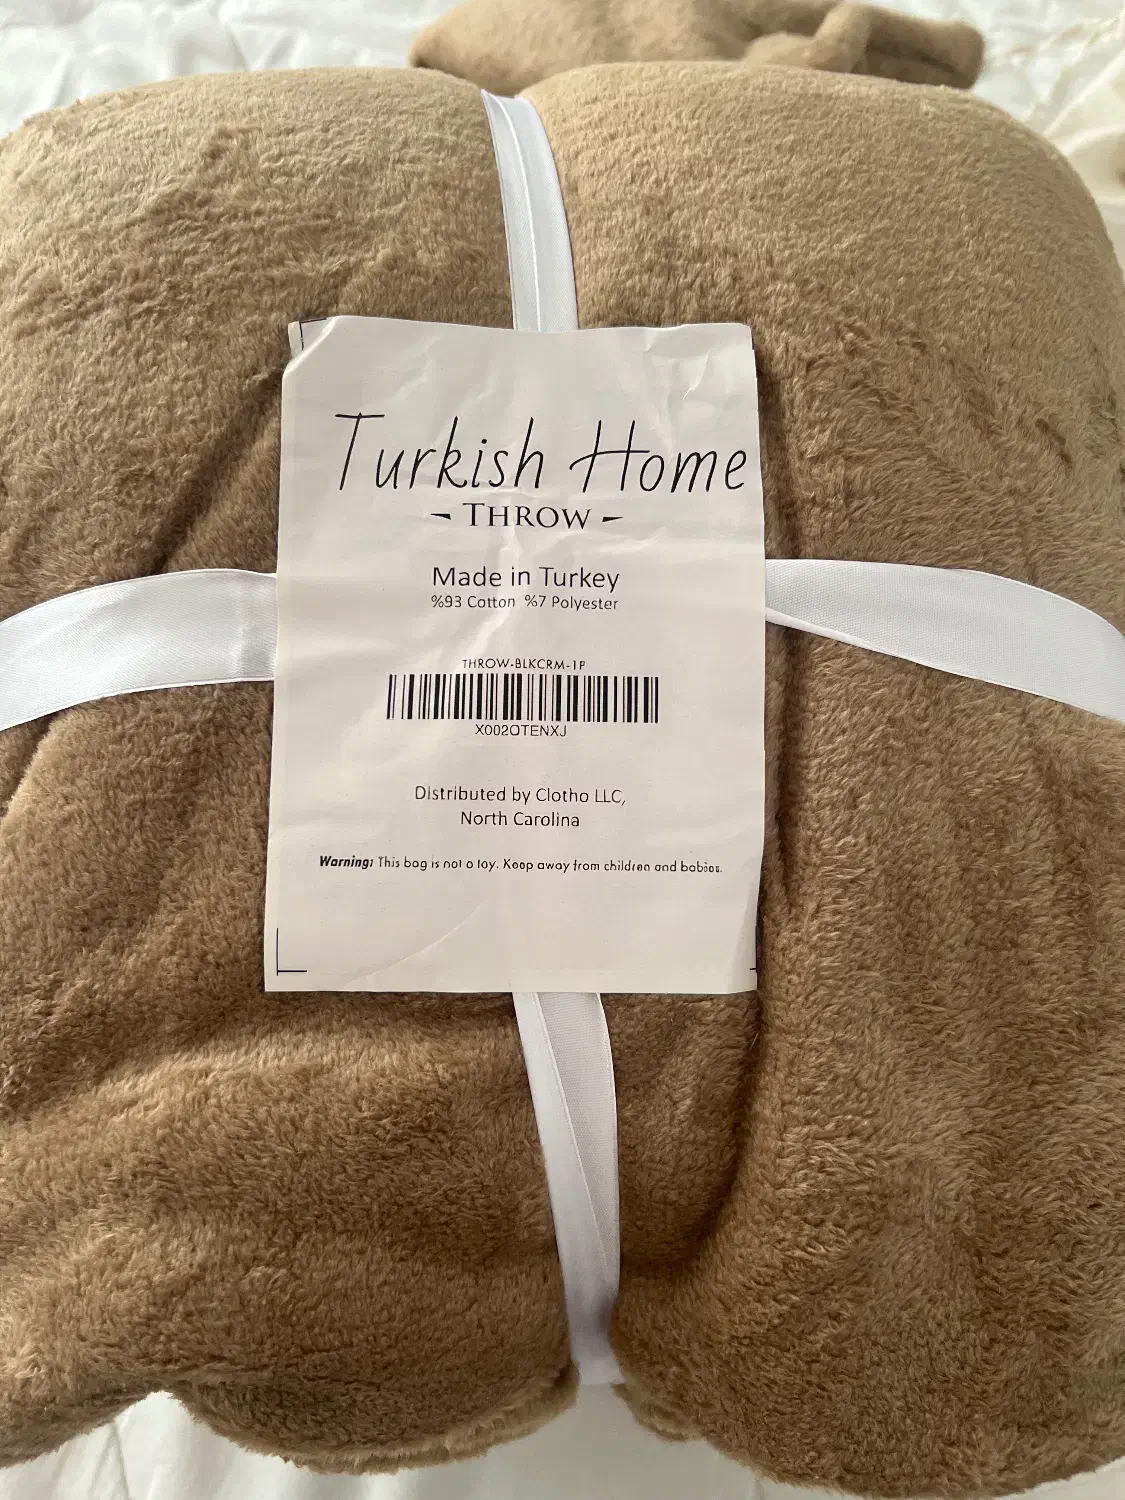 Turkish Home
- THROW -
Made in Turkey
%93 Cotton %7 Polyester
THROW-BLKCRM-1P
X002OTENXJ
Distributed by Clotho LLC,
North Carolina
Warning: This bag is not a toy. Keep away from children and babies.